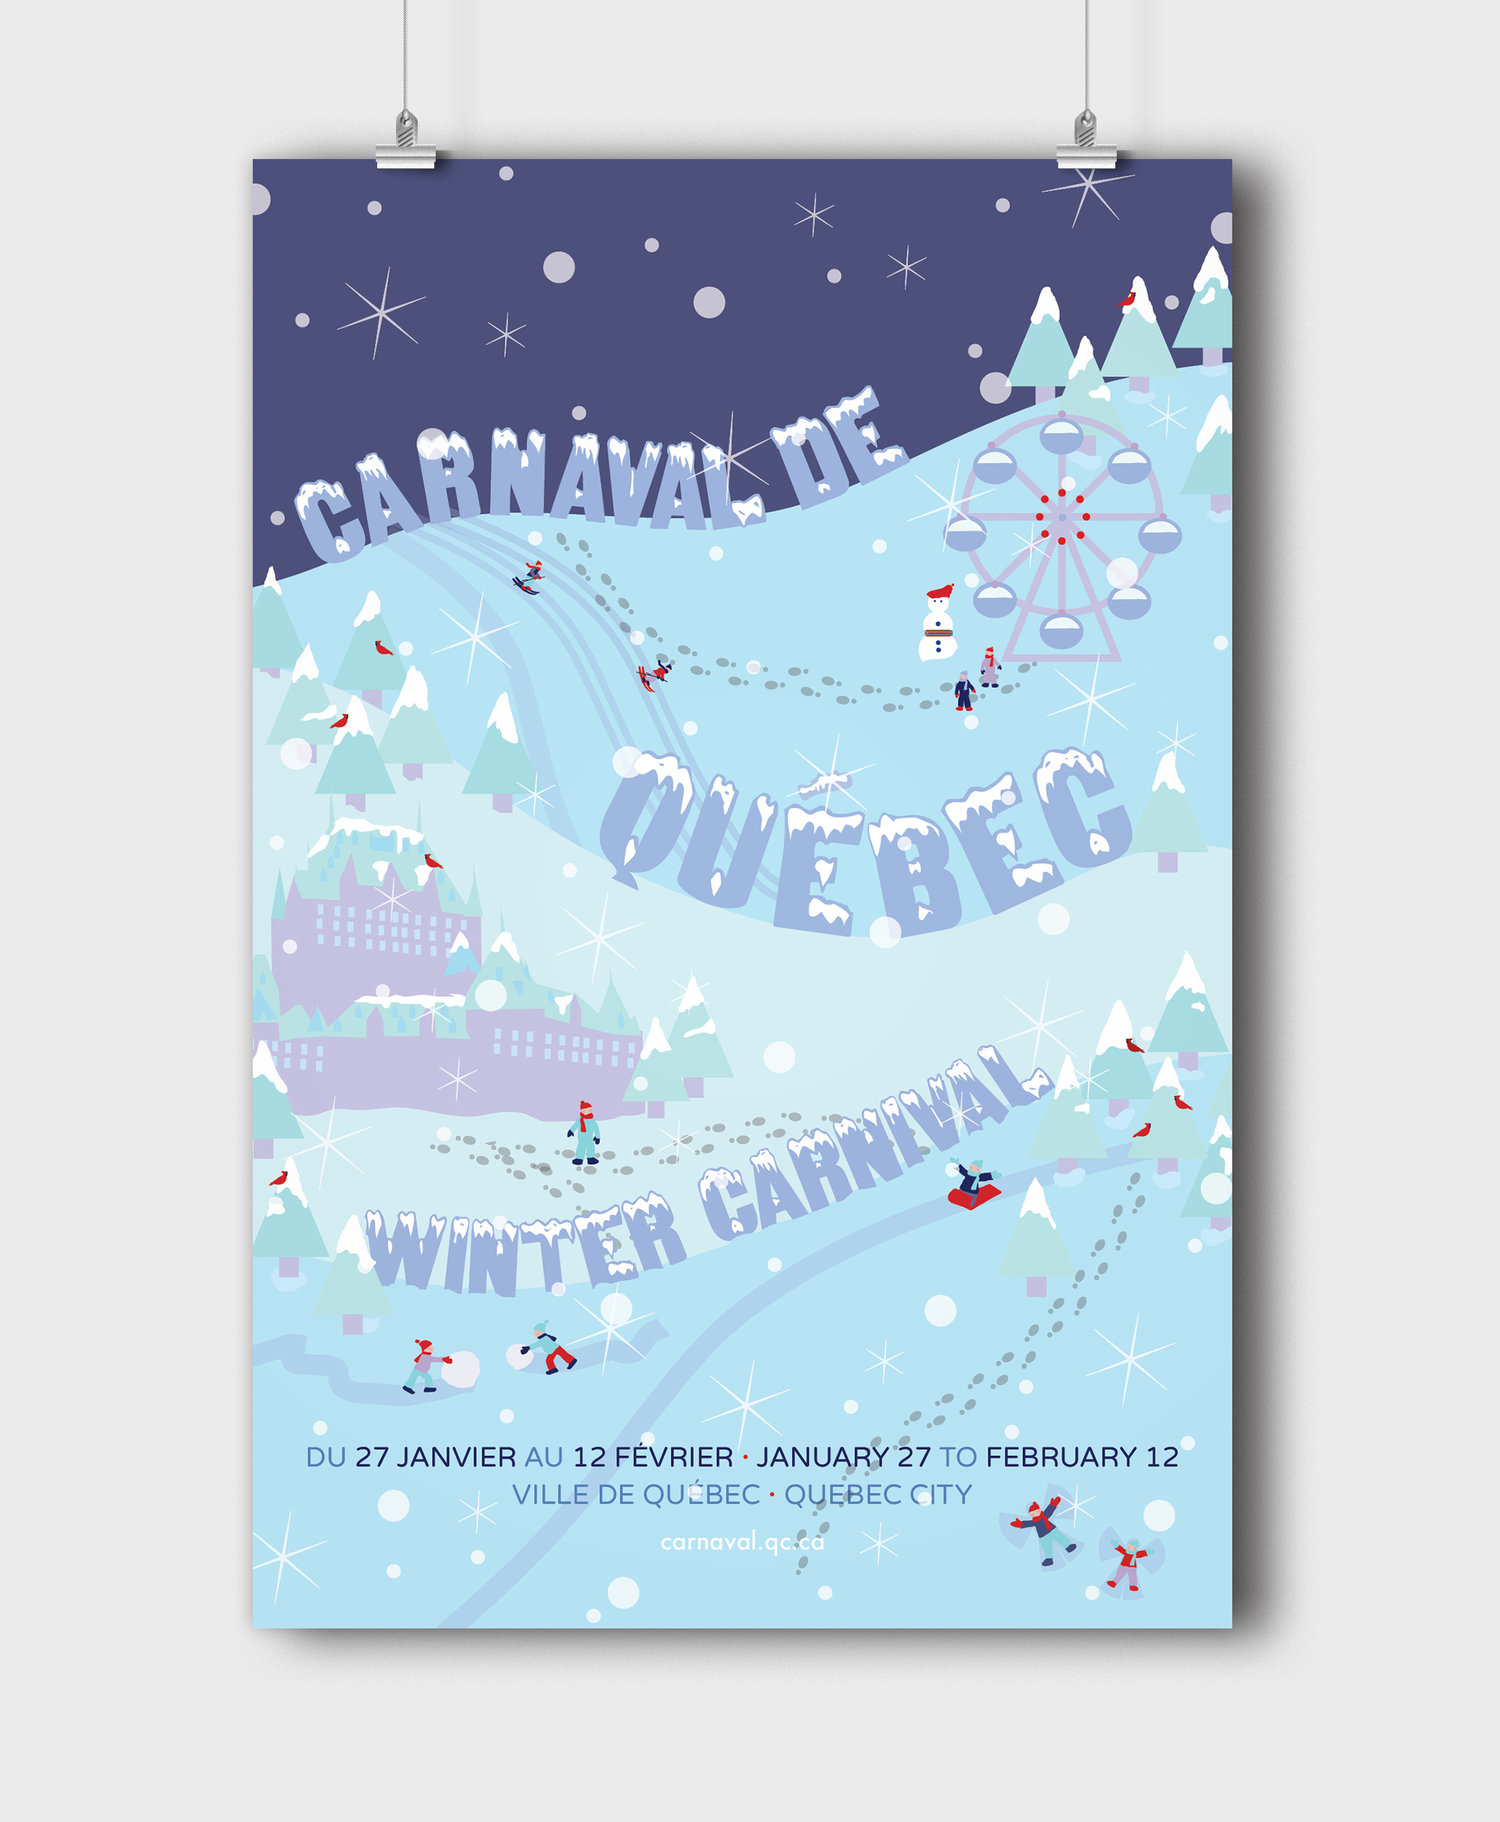 CARNAVAL DE
QUÉBEC
WINTER CARNIVAL
DU 27 JANVIER AU 12 FÉVRIER • JANUARY 27 TO FEBRUARY 12
VILLE DE QUÉBEC • QUEBEC CITY
carnaval.qc.ca